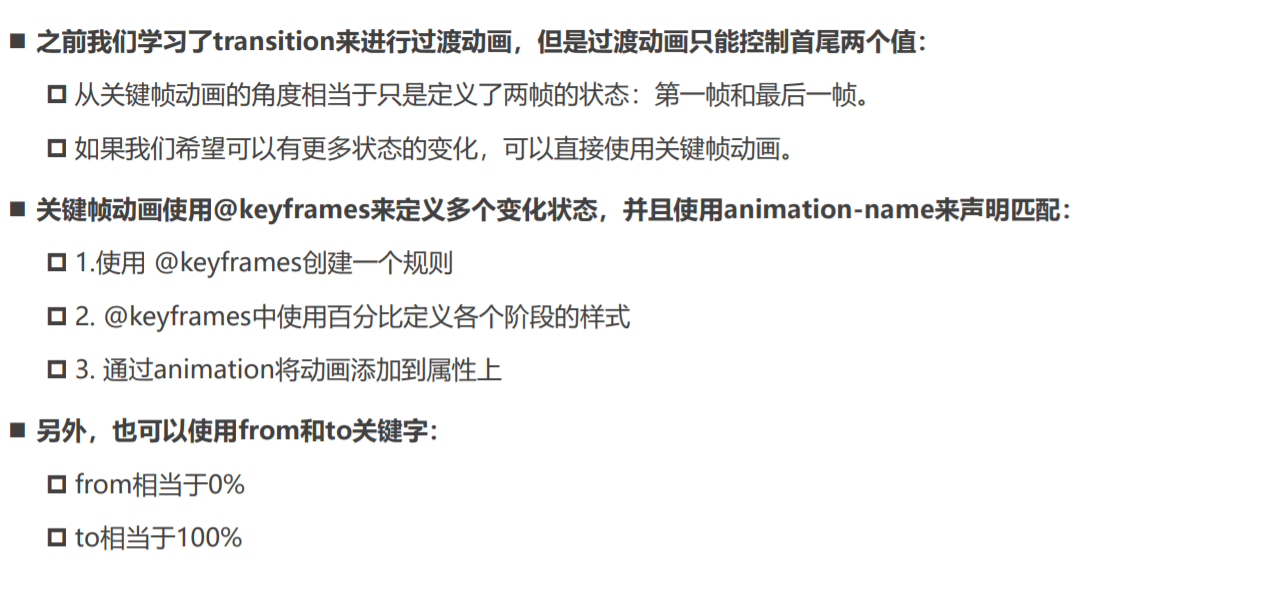 ■ 之前我们学习了transition来进行过渡动画，但是过渡动画只能控制首尾两个值：
从关键帧动画的角度相当于只是定义了两帧的状态：第一帧和最后一帧。
如果我们希望可以有更多状态的变化，可以直接使用关键帧动画。
■ 关键帧动画使用@keyframes来定义多个变化状态，并且使用animation-name来声明匹配：
1.使用 @keyframes创建一个规则
2. @keyframes中使用百分比定义各个阶段的样式
3. 通过animation将动画添加到属性上
■ 另外，也可以使用from和to关键字：
from相当于0%
to相当于100%